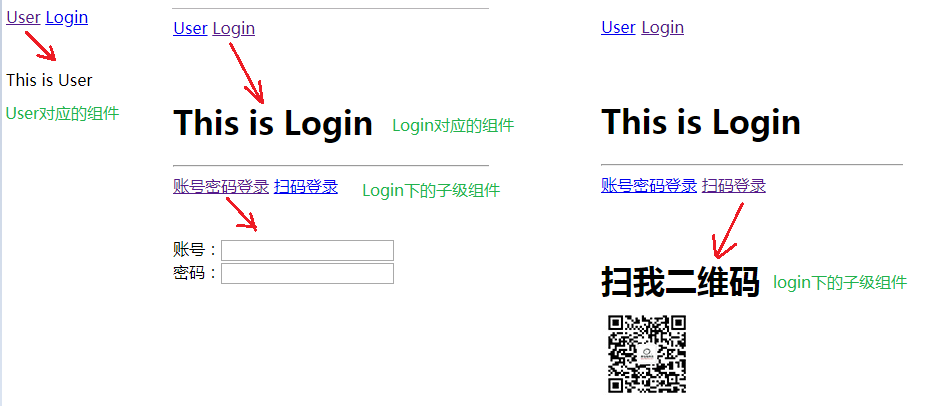 User Login
This is User
User对应的组件
User Login
This is Login
Login对应的组件
账号密码登录 扫码登录
Login下的子级组件
账号：
密码：
User Login
This is Login
账号密码登录 扫码登录
扫我二维码
login下的子级组件